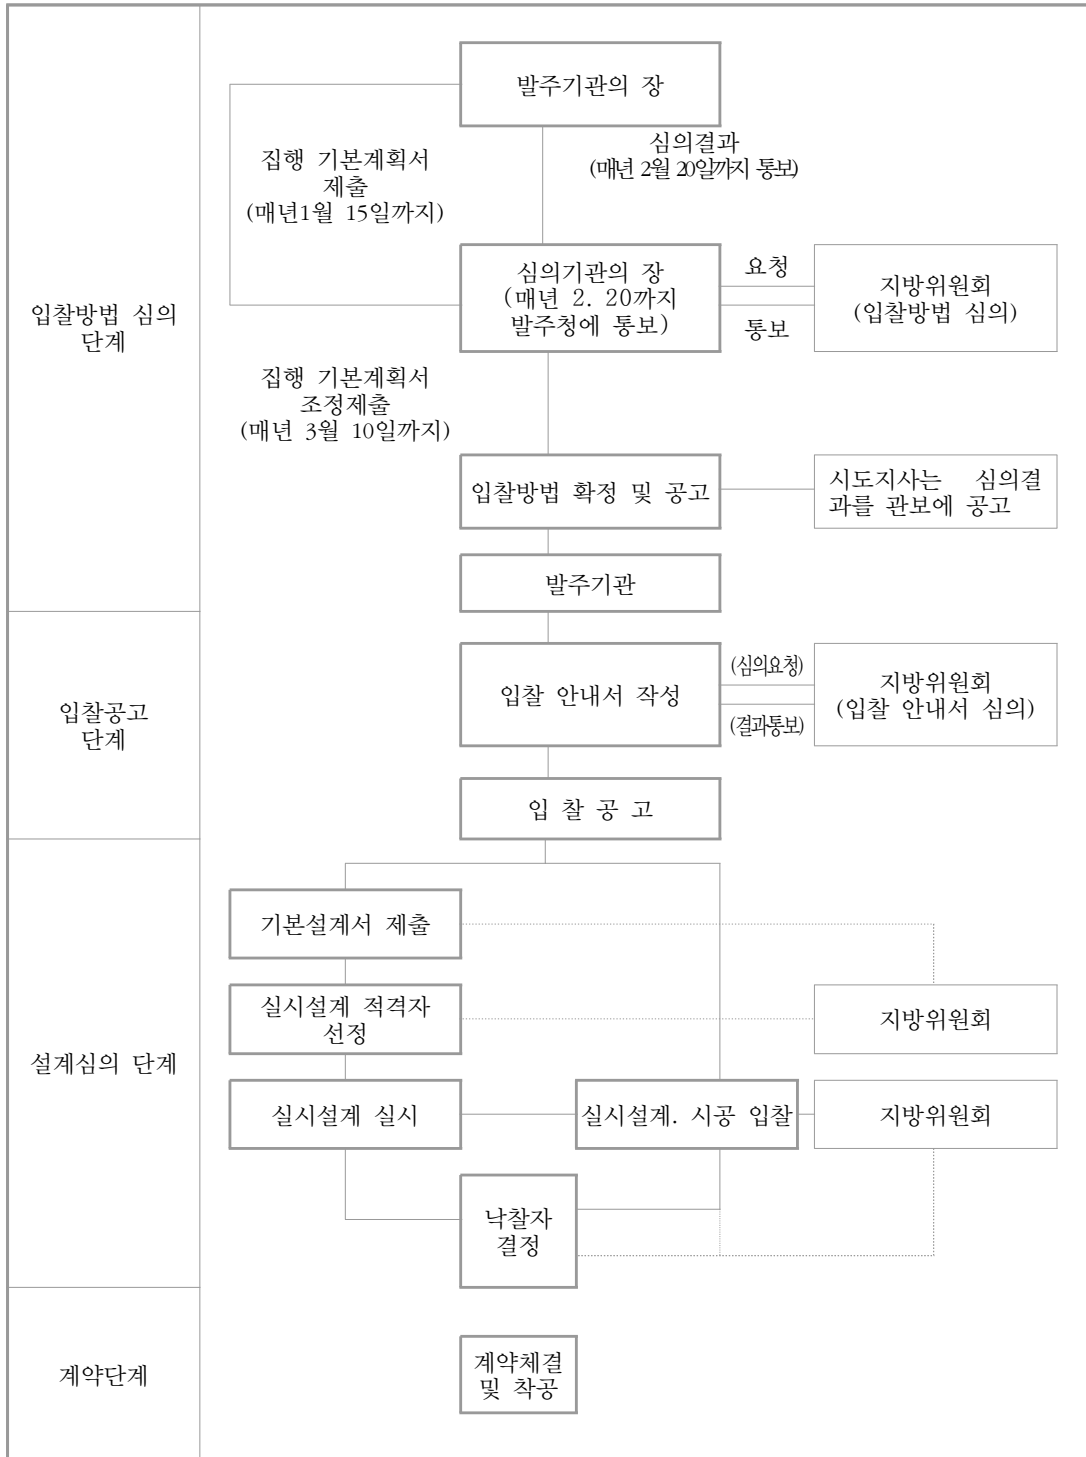 입찰방법 심의
단계
발주기관의 장
심의결과
(매년 2월 20일까지 통보)
집행 기본계획서
제출
(매년1월 15일까지)
심의기관의 장
(매년 2. 20까지
발주청에 통보)
요청
통보
지방위원회
(입찰방법 심의)
집행 기본계획서
조정제출
(매년 3월 10일까지)
입찰방법 확정 및 공고
시도지사는 심의결
과를 관보에 공고
발주기관
입찰공고
단계
입찰 안내서 작성
(심의요청)
(결과통보)
지방위원회
(입찰 안내서 심의)
입 찰 공 고
설계심의 단계
기본설계서 제출
실시설계 적격자
선정
지방위원회
실시설계 실시
실시설계. 시공 입찰
지방위원회
낙찰자
결정
계약단계
계약체결
및 착공